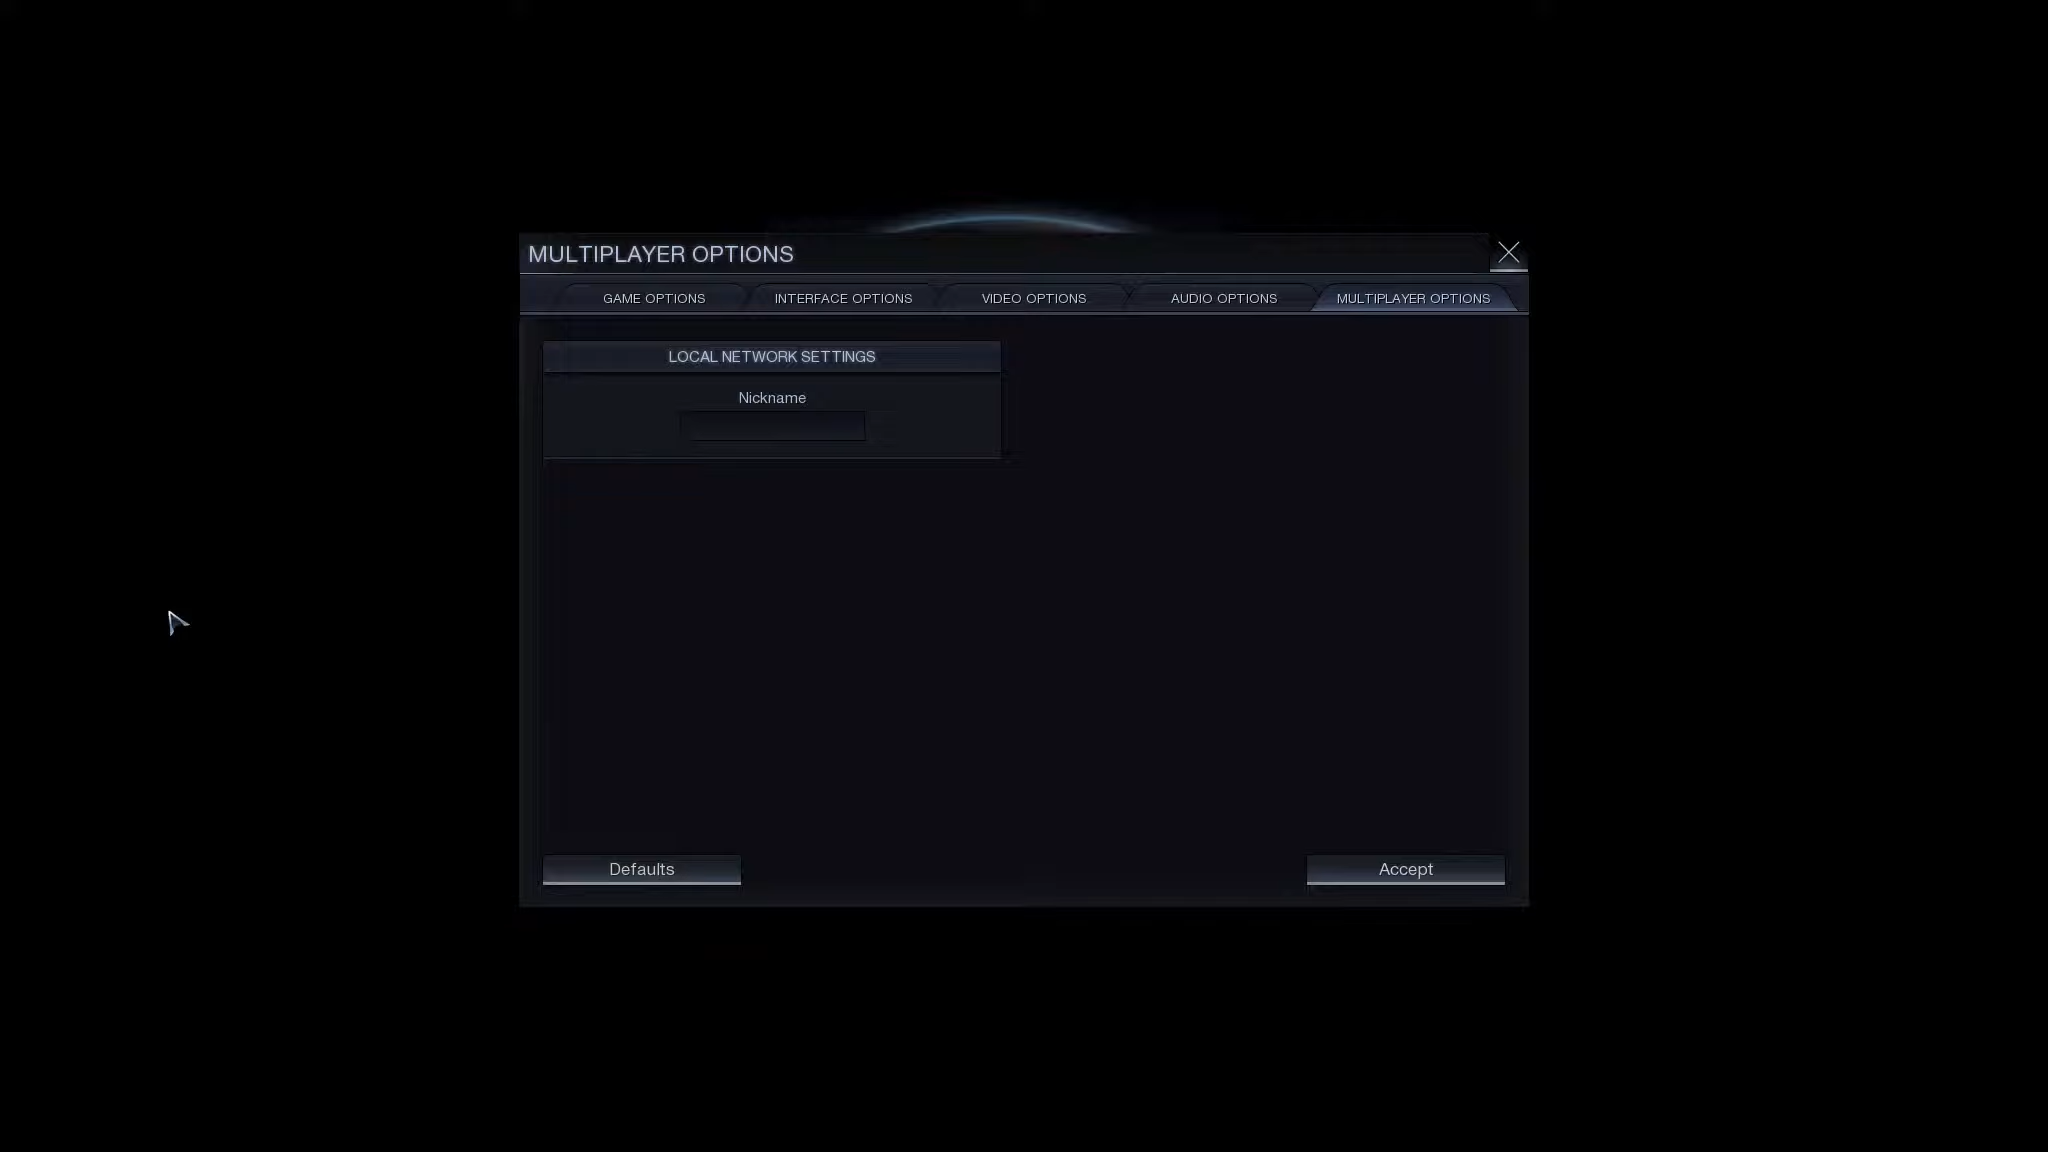 MULTIPLAYER OPTIONS
GAME OPTIONS INTERFACE OPTIONS VIDEO OPTIONS AUDIO OPTIONS MULTIPLAYER OPTIONS
LOCAL NETWORK SETTINGS
Nickname
Defaults Accept